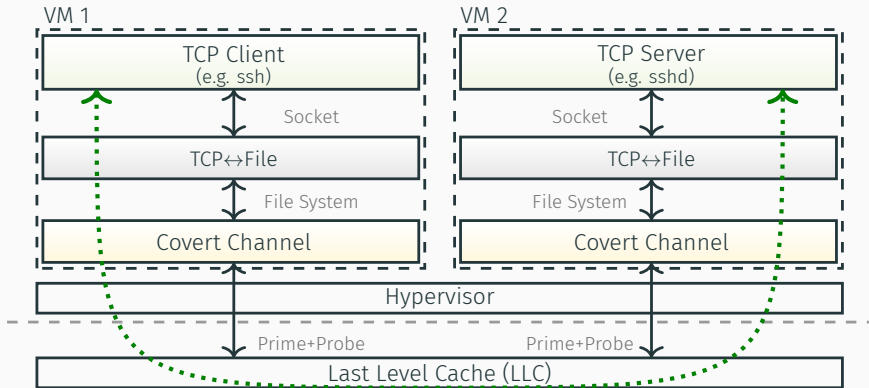 VM 1
VM 2
TCP Client
(e.g. ssh)
TCP Server
(e.g. sshd)
Socket
Socket
TCP↔File
TCP↔File
File System
File System
Covert Channel
Covert Channel
Hypervisor
Prime+Probe
Prime+Probe
Last Level Cache (LLC)